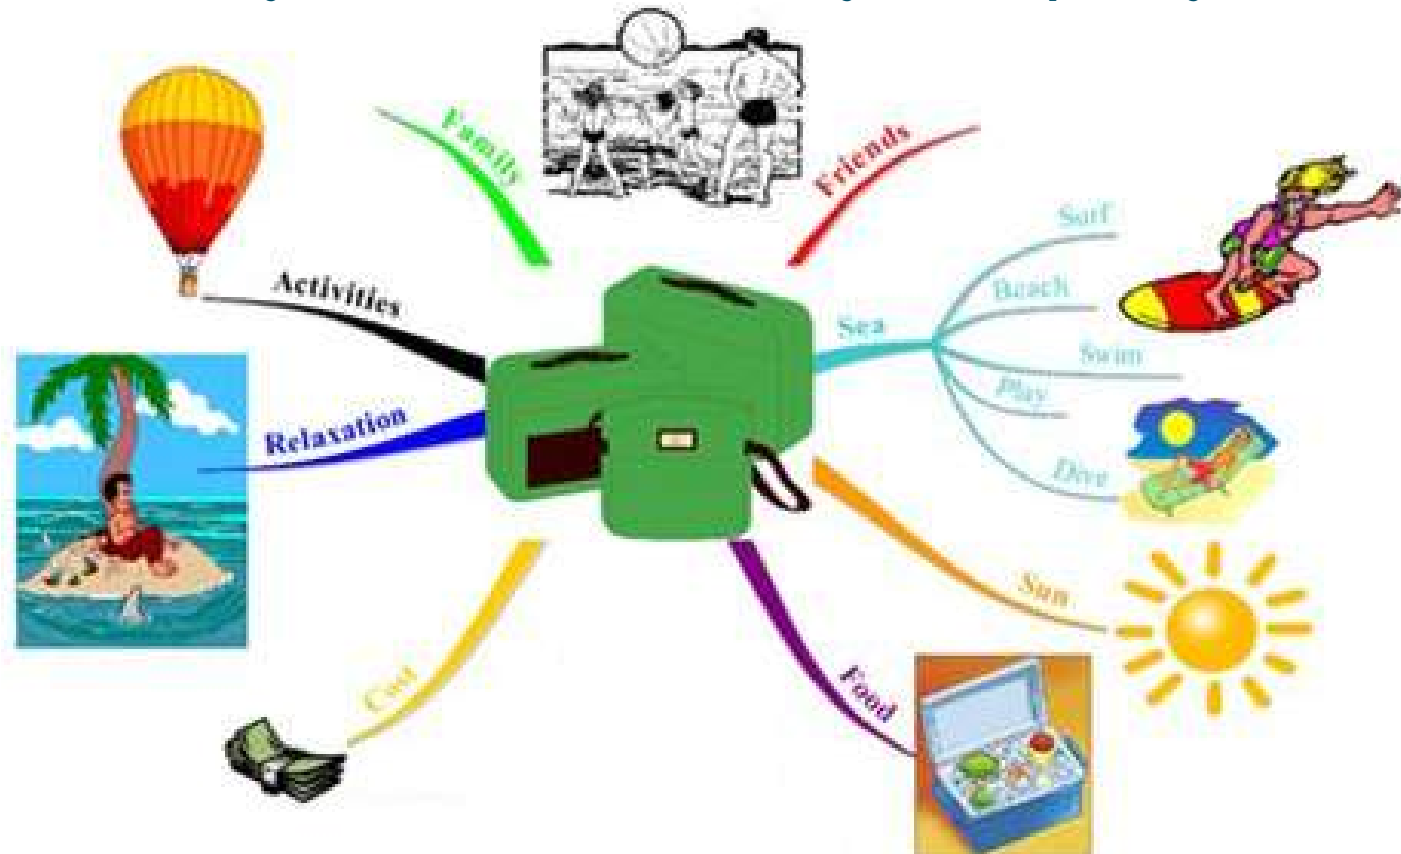 Family
Friends
Activities
Surf
Beach
Sea
Swim
Play
Relaxation
Dive
Sun
Cost
Food